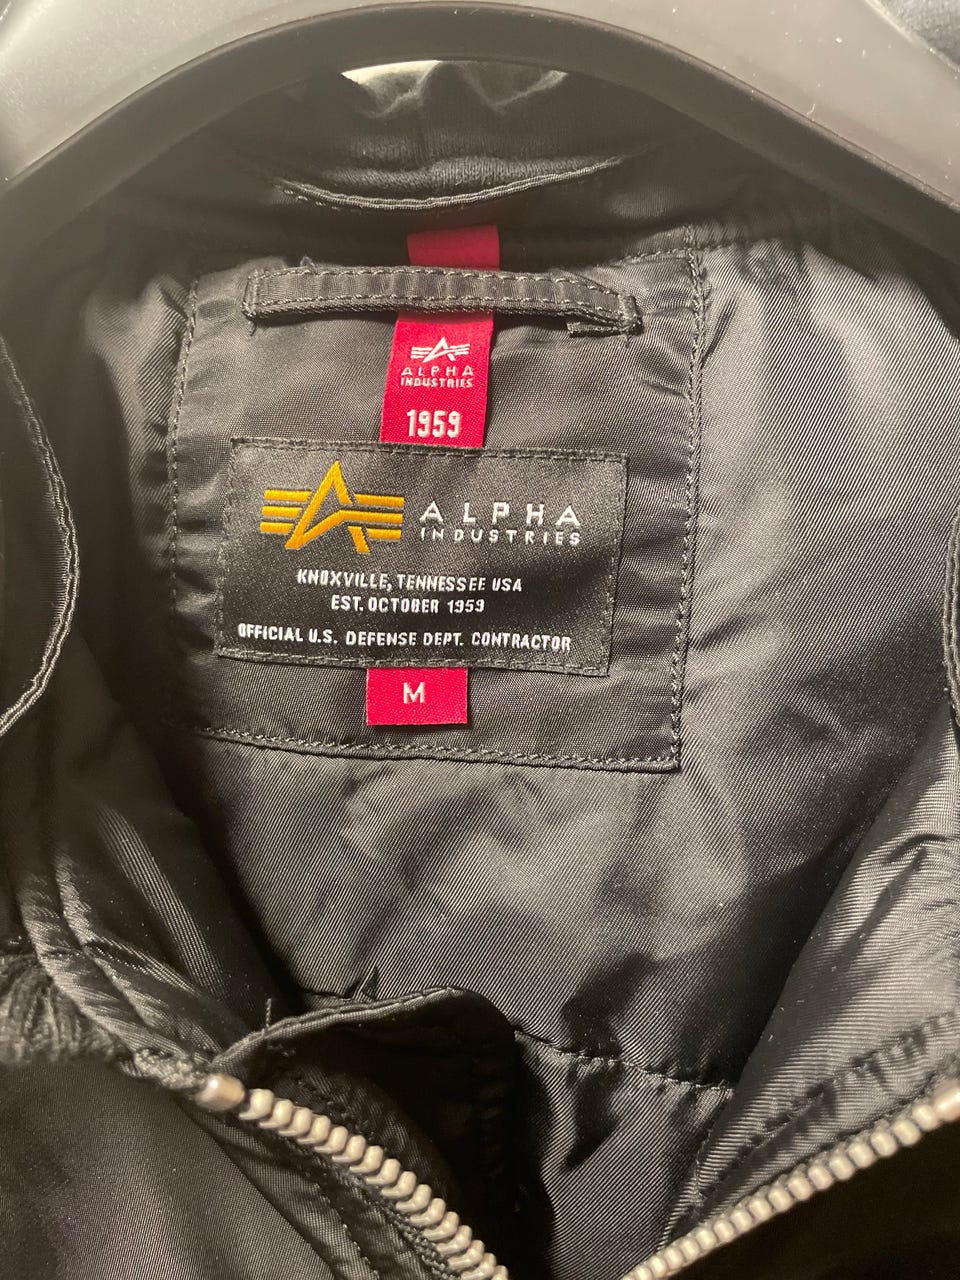 ALPHA
INDUSTRIES
1959
ALPHA
INDUSTRIES
KNOXVILLE, TENNESSEE USA
EST. OCTOBER 1959
OFFICIAL U.S. DEFENSE DEPT. CONTRACTOR
M